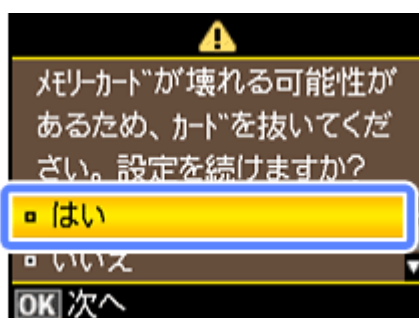 メモリーカードが壊れる可能性が
あるため、カードを抜いてくだ
さい。設定を続けますか?
はい
いいえ
OK 次へ